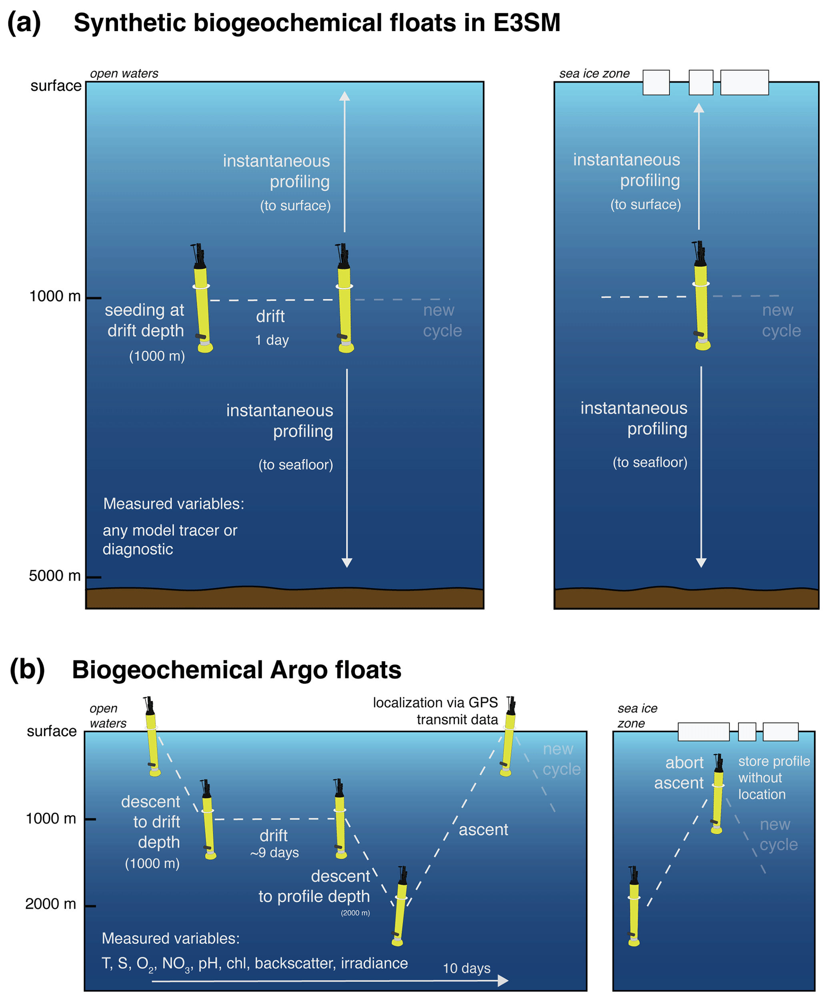 (a) Synthetic biogeochemical floats in E3SM
open waters
surface
instantaneous
profiling
(to surface)
1000 m
seeding at
drift depth
(1000 m)
drift
1 day
new
cycle
instantaneous
profiling
(to seafloor)
Measured variables:
any model tracer or
diagnostic
5000 m
sea ice zone
instantaneous
profiling
(to surface)
new
cycle
instantaneous
profiling
(to seafloor)
(b) Biogeochemical Argo floats
open
waters
surface
localization via GPS
transmit data
new
cycle
descent
to drift
depth
(1000 m)
1000 m
drift
~9 days
ascent
descent
to profile depth
(2000 m)
2000 m
Measured variables:
T, S, O₂, NO₃, pH, chl, backscatter, irradiance
10 days
sea ice
zone
abort
ascent
store profile
without
location
new
cycle